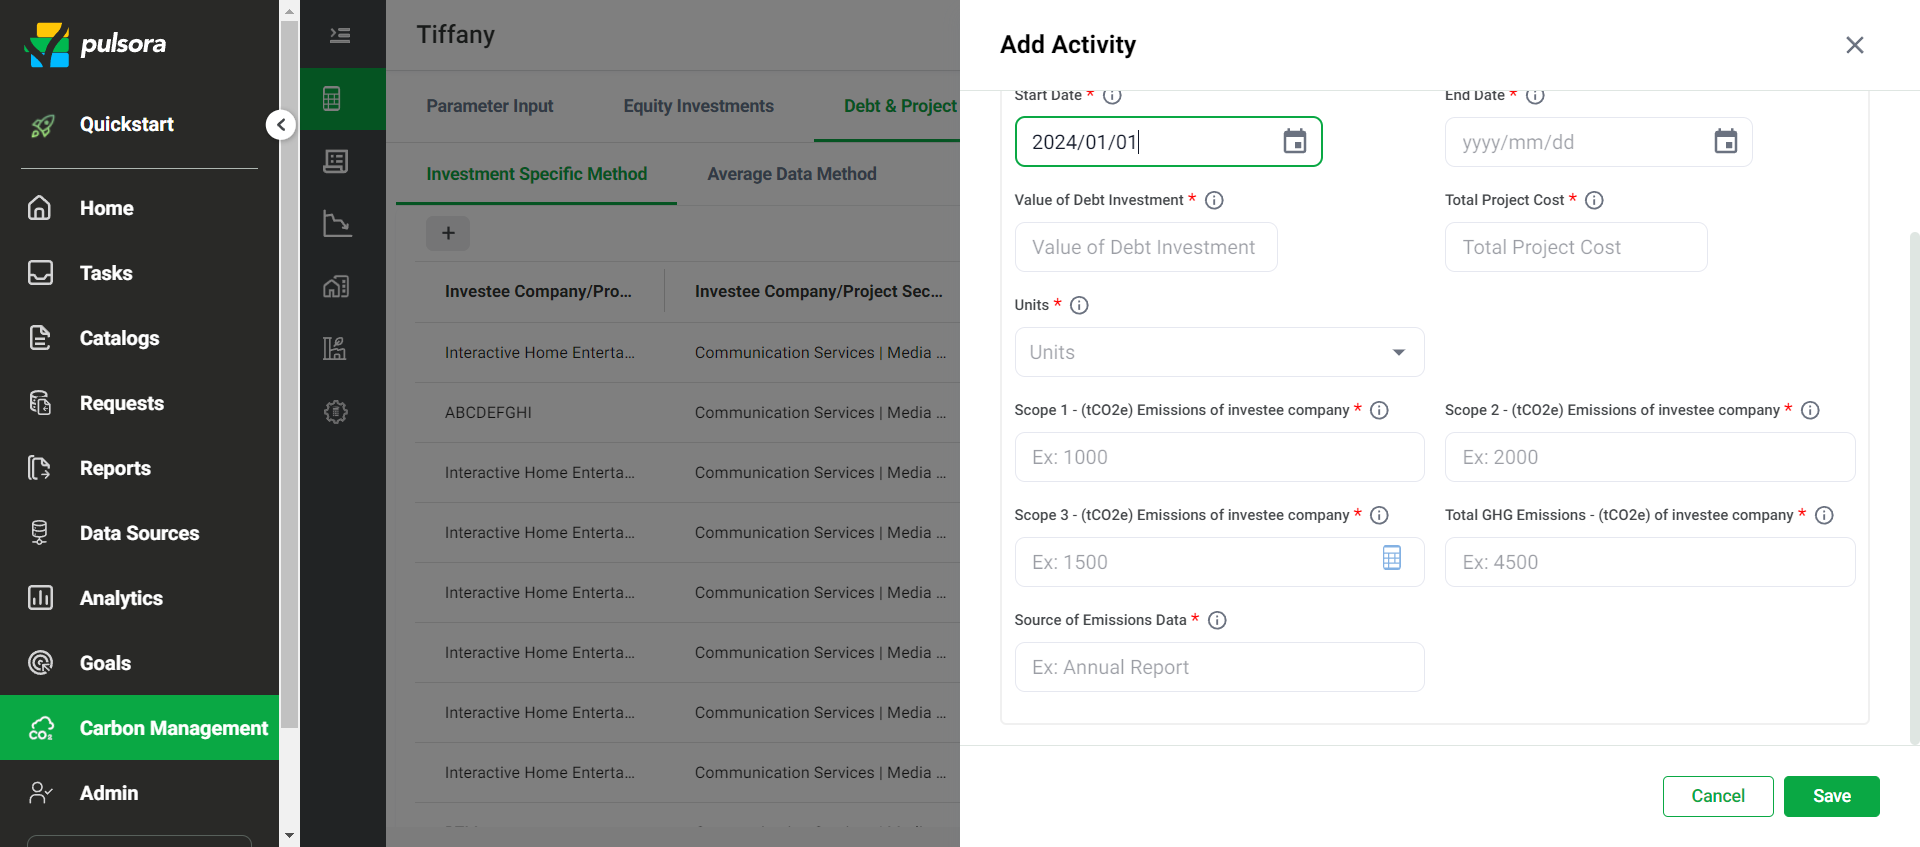 pulsora
Quickstart
Home
Tasks
Catalogs
Requests
Reports
Data Sources
Analytics
Goals
Carbon Management
Admin
Tiffany
Parameter Input
Equity Investments
Debt & Project
Investment Specific Method
Average Data Method
+
Investee Company/Pro...
Investee Company/Project Sec...
Interactive Home Enterta...
Communication Services | Media ...
ABCDEFGHI
Communication Services | Media ...
Interactive Home Enterta...
Communication Services | Media ...
Interactive Home Enterta...
Communication Services | Media ...
Interactive Home Enterta...
Communication Services | Media ...
Interactive Home Enterta...
Communication Services | Media ...
Interactive Home Enterta...
Communication Services | Media ...
Interactive Home Enterta...
Communication Services | Media ...
Add Activity
Start Date *
End Date *
2024/01/01
yyyy/mm/dd
Value of Debt Investment *
Total Project Cost *
Value of Debt Investment
Total Project Cost
Units *
Units
Scope 1 - (tCO2e) Emissions of investee company *
Scope 2 - (tCO2e) Emissions of investee company *
Ex: 1000
Ex: 2000
Scope 3 - (tCO2e) Emissions of investee company *
Total GHG Emissions - (tCO2e) of investee company *
Ex: 1500
Ex: 4500
Source of Emissions Data *
Ex: Annual Report
Cancel
Save